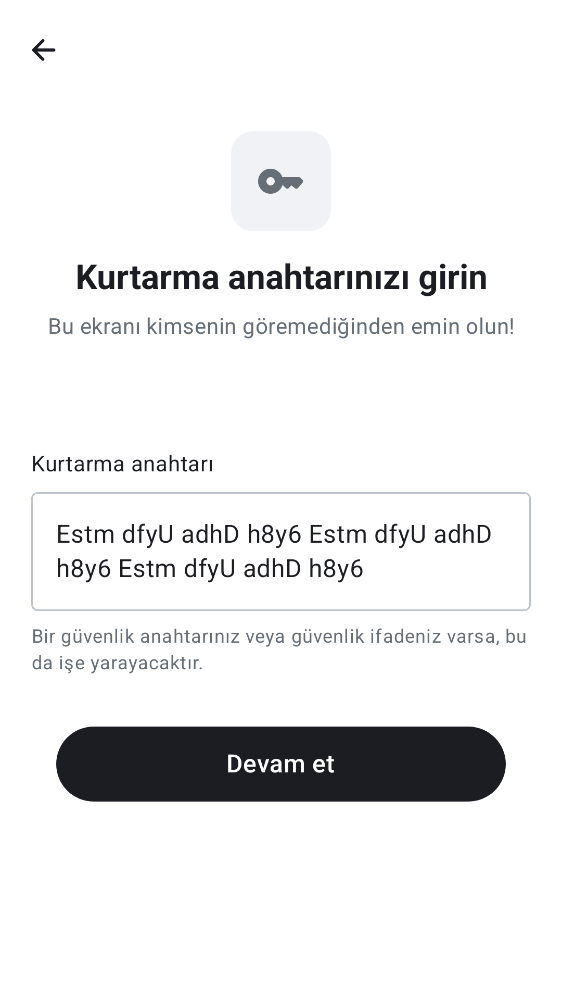 Kurtarma anahtarınızı girin
Bu ekranı kimsenin göremediğinden emin olun!
Kurtarma anahtarı
Estm dfyU adhD h8y6 Estm dfyU adhD
h8y6 Estm dfyU adhD h8y6
Bir güvenlik anahtarınız veya güvenlik ifadeniz varsa, bu
da işe yarayacaktır.
Devam et